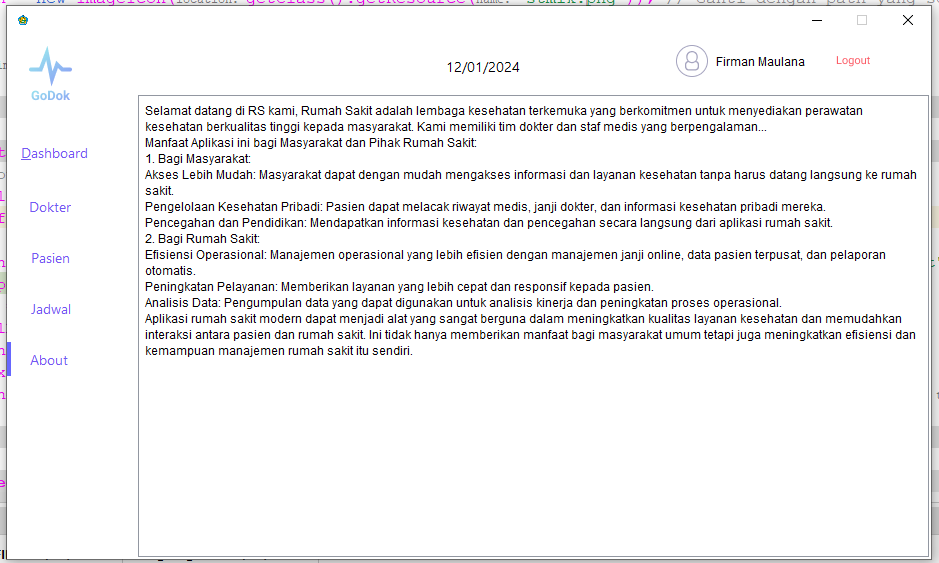 new ImageIcon(location: getClass().getResource(name:
GoDok
12/01/2024
Firman Maulana
Logout
Dashboard
Dokter
Pasien
Jadwal
About
Selamat datang di RS kami, Rumah Sakit adalah lembaga kesehatan terkemuka yang berkomitmen untuk menyediakan perawatan
kesehatan berkualitas tinggi kepada masyarakat. Kami memiliki tim dokter dan staf medis yang berpengalaman...
Manfaat Aplikasi ini bagi Masyarakat dan Pihak Rumah Sakit:
1. Bagi Masyarakat:
Akses Lebih Mudah: Masyarakat dapat dengan mudah mengakses informasi dan layanan kesehatan tanpa harus datang langsung ke rumah
sakit.
Pengelolaan Kesehatan Pribadi: Pasien dapat melacak riwayat medis, janji dokter, dan informasi kesehatan pribadi mereka.
Pencegahan dan Pendidikan: Mendapatkan informasi kesehatan dan pencegahan secara langsung dari aplikasi rumah sakit.
2. Bagi Rumah Sakit:
Efisiensi Operasional: Manajemen operasional yang lebih efisien dengan manajemen janji online, data pasien terpusat, dan pelaporan
otomatis.
Peningkatan Pelayanan: Memberikan layanan yang lebih cepat dan responsif kepada pasien.
Analisis Data: Pengumpulan data yang dapat digunakan untuk analisis kinerja dan peningkatan proses operasional.
Aplikasi rumah sakit modern dapat menjadi alat yang sangat berguna dalam meningkatkan kualitas layanan kesehatan dan memudahkan
interaksi antara pasien dan rumah sakit. Ini tidak hanya memberikan manfaat bagi masyarakat umum tetapi juga meningkatkan efisiensi dan
kemampuan manajemen rumah sakit itu sendiri.